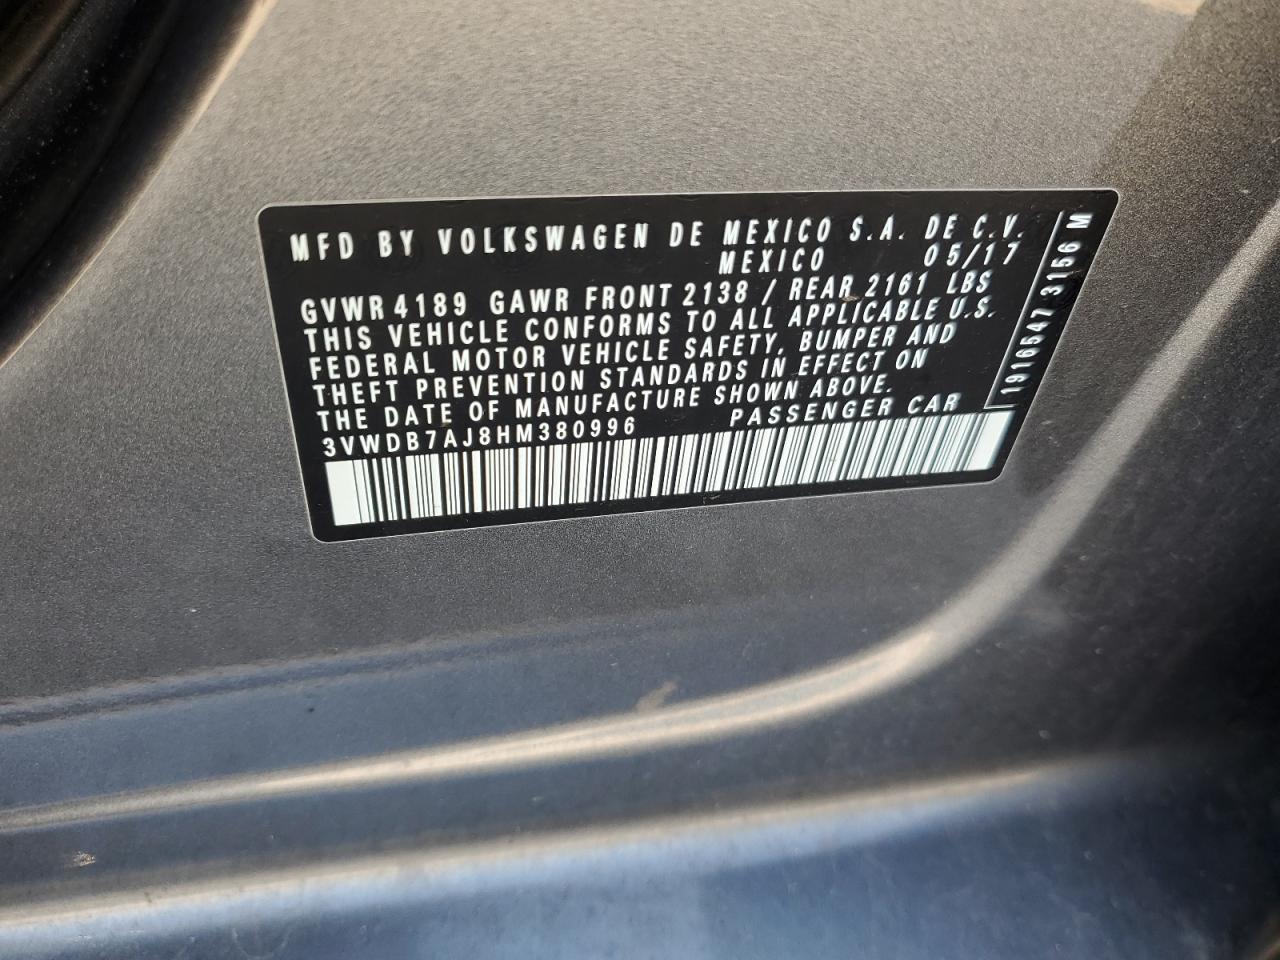 MFD BY VOLKSWAGEN DE MEXICO S.A. DE C.V.
MEXICO 05/17
GVWR 4189 GAWR FRONT 2138 / REAR 2161 LBS
THIS VEHICLE CONFORMS TO ALL APPLICABLE U.S.
FEDERAL MOTOR VEHICLE SAFETY, BUMPER AND
THEFT PREVENTION STANDARDS IN EFFECT ON
THE DATE OF MANUFACTURE SHOWN ABOVE.
3VWDB7AJ8HM380996 PASSENGER CAR
1916547 3156 M